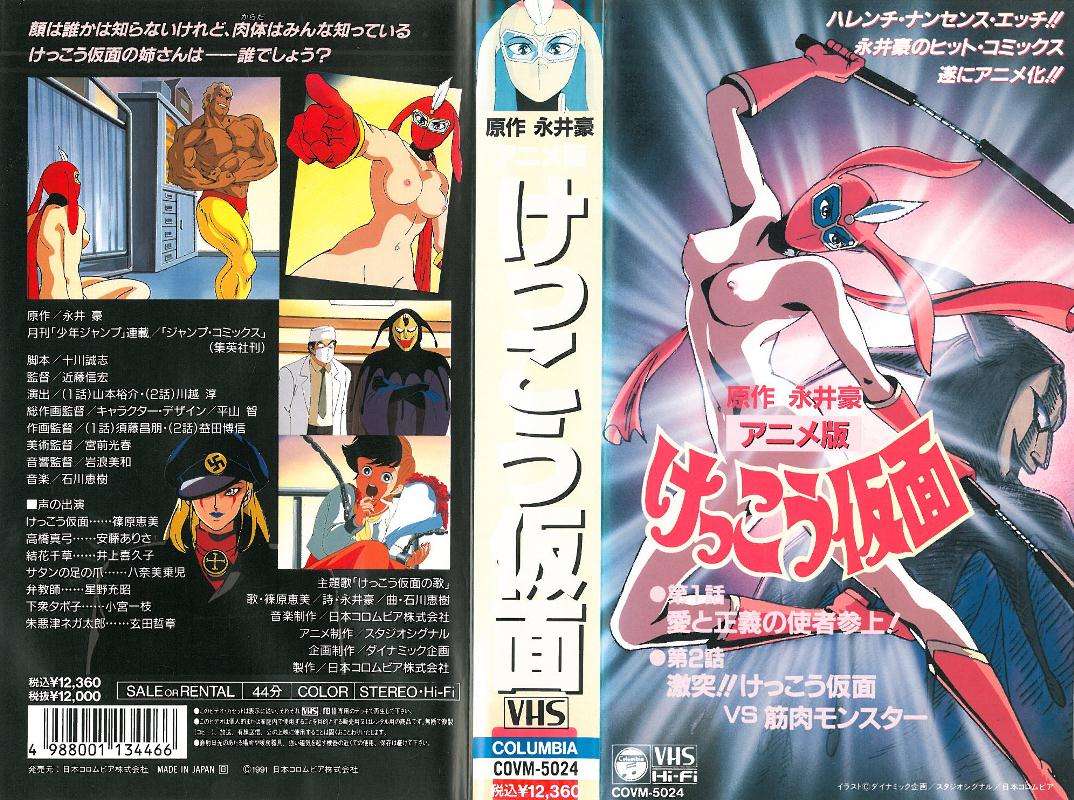 顔は誰かは知らないけれど、肉体はみんな知っている
からだ
けっこう仮面の姉さんは――誰でしょう?
原作/永井 豪
月刊「少年ジャンプ」連載/「ジャンプ・コミックス」
(集英社刊)
脚本/十川誠志
監督/近藤信宏
演出/(1話)山本裕介・(2話)川越 淳
総作画監督/キャラクター・デザイン/平山 智
作画監督/(1話)須藤昌朋・(2話)益田博信
美術監督/宮前光春
音響監督/岩浪美和
音楽/石川恵樹
■声の出演
けっこう仮面……篠原恵美
高橋真弓……安藤ありさ
結花千草……井上喜久子
サタンの足の爪……八奈美乗児
弁教師……星野充昭
下衆タボ子……小宮一枝
朱悪津ネガ太郎……玄田哲章
主題歌「けっこう仮面の歌」
歌・篠原恵美/詩・永井豪/曲・石川恵樹
音楽制作/日本コロムビア株式会社
アニメ制作/スタジオシグナル
企画制作/ダイナミック企画
製作/日本コロムビア株式会社
税込¥12,360
税抜¥12,000
SALE OR RENTAL 44分 COLOR STEREO・Hi-Fi
4 988001 134466
発売元:日本コロムビア株式会社 MADE IN JAPAN
©1991 日本コロムビア株式会社
原作 永井豪
アニメ版
けっこう仮面
VHS
COLUMBIA
COVM-5024
税込¥12,360
ハレンチ・ナンセンス・エッチ!!
永井豪のヒット・コミックス
遂にアニメ化!!
原作 永井豪
アニメ版
けっこう仮面
●第1話
愛と正義の使者参上!
●第2話
激突!!けっこう仮面
VS 筋肉モンスター
Columbia
VHS
Hi-Fi
COVM-5024
イラスト©ダイナミック企画/スタジオシグナル/日本コロムビア